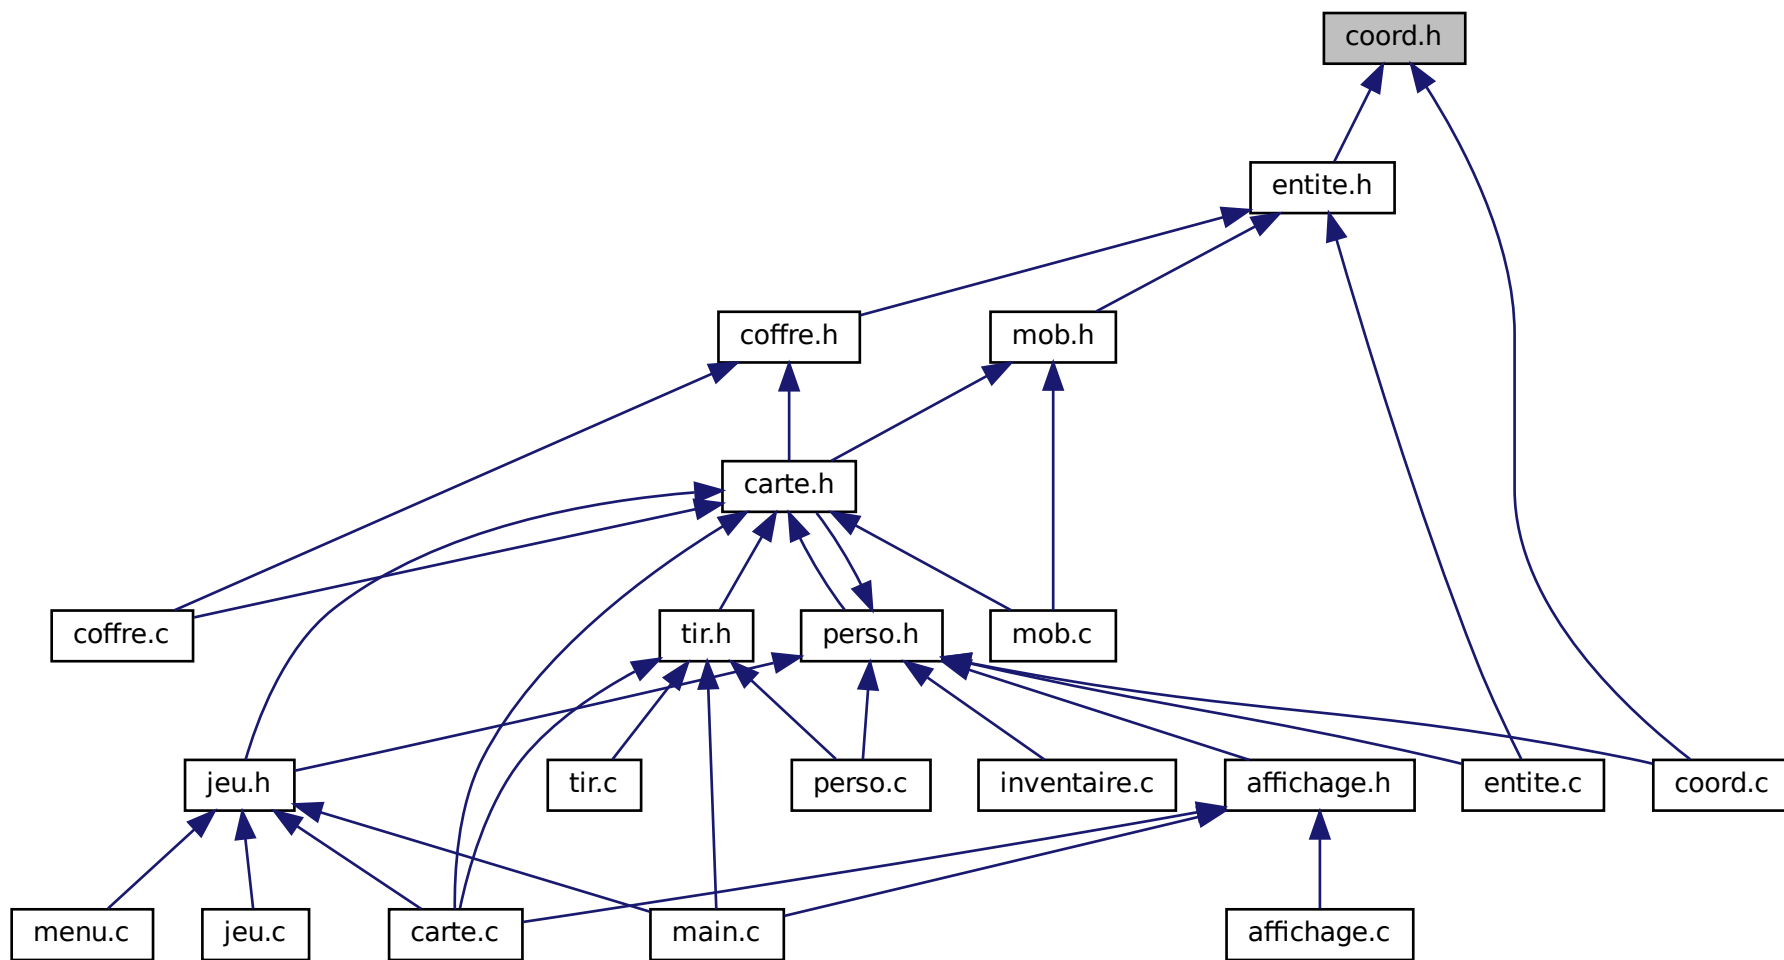 coord.h
entite.h
coffre.h
mob.h
carte.h
coffre.c
tir.h
perso.h
mob.c
jeu.h
tir.c
perso.c
inventaire.c
affichage.h
entite.c
coord.c
menu.c
jeu.c
carte.c
main.c
affichage.c